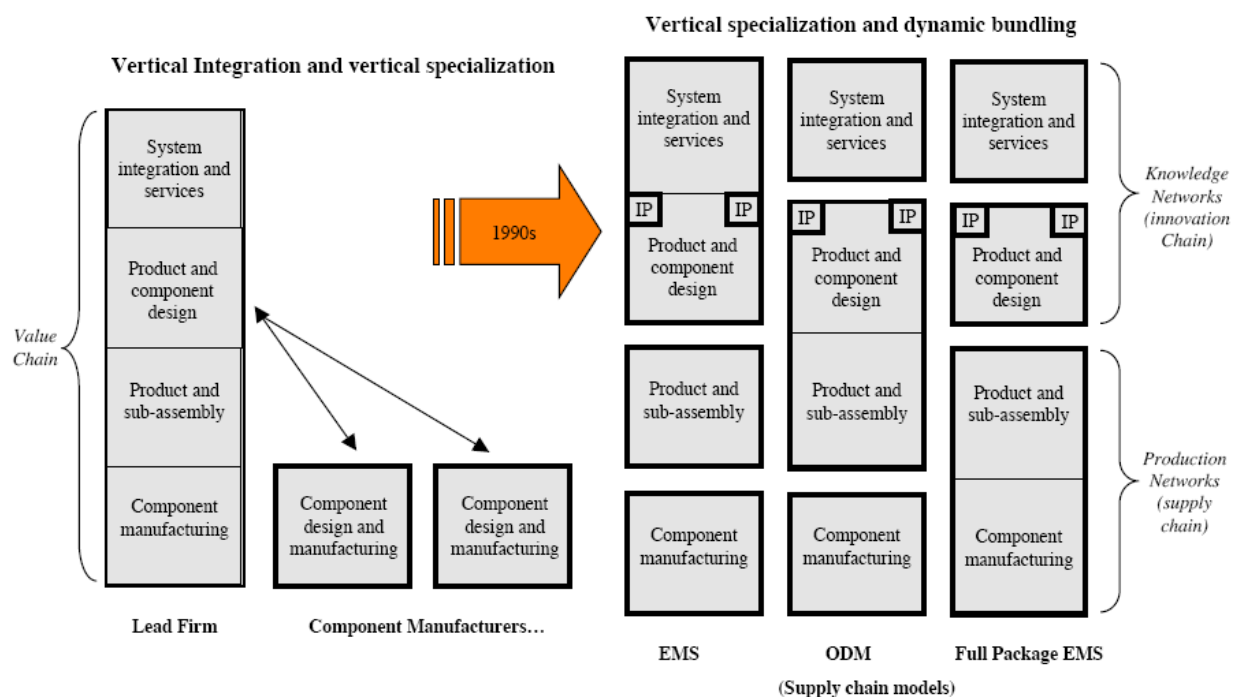 Vertical specialization and dynamic bundling
Vertical Integration and vertical specialization
Value
Chain
System
integration and
services
Product and
component
design
Product and
sub-assembly
Component
manufacturing
Lead Firm
Component
design and
manufacturing
Component
design and
manufacturing
Component Manufacturers…
1990s
System
integration and
services
IP
IP
Product and
component
design
Product and
sub-assembly
Component
manufacturing
EMS
System
integration and
services
IP
IP
Product and
component
design
Product and
sub-assembly
Component
manufacturing
ODM
System
integration and
services
IP
IP
Product and
component
design
Product and
sub-assembly
Component
manufacturing
Full Package EMS
(Supply chain models)
Knowledge
Networks
(innovation
Chain)
Production
Networks
(supply
chain)